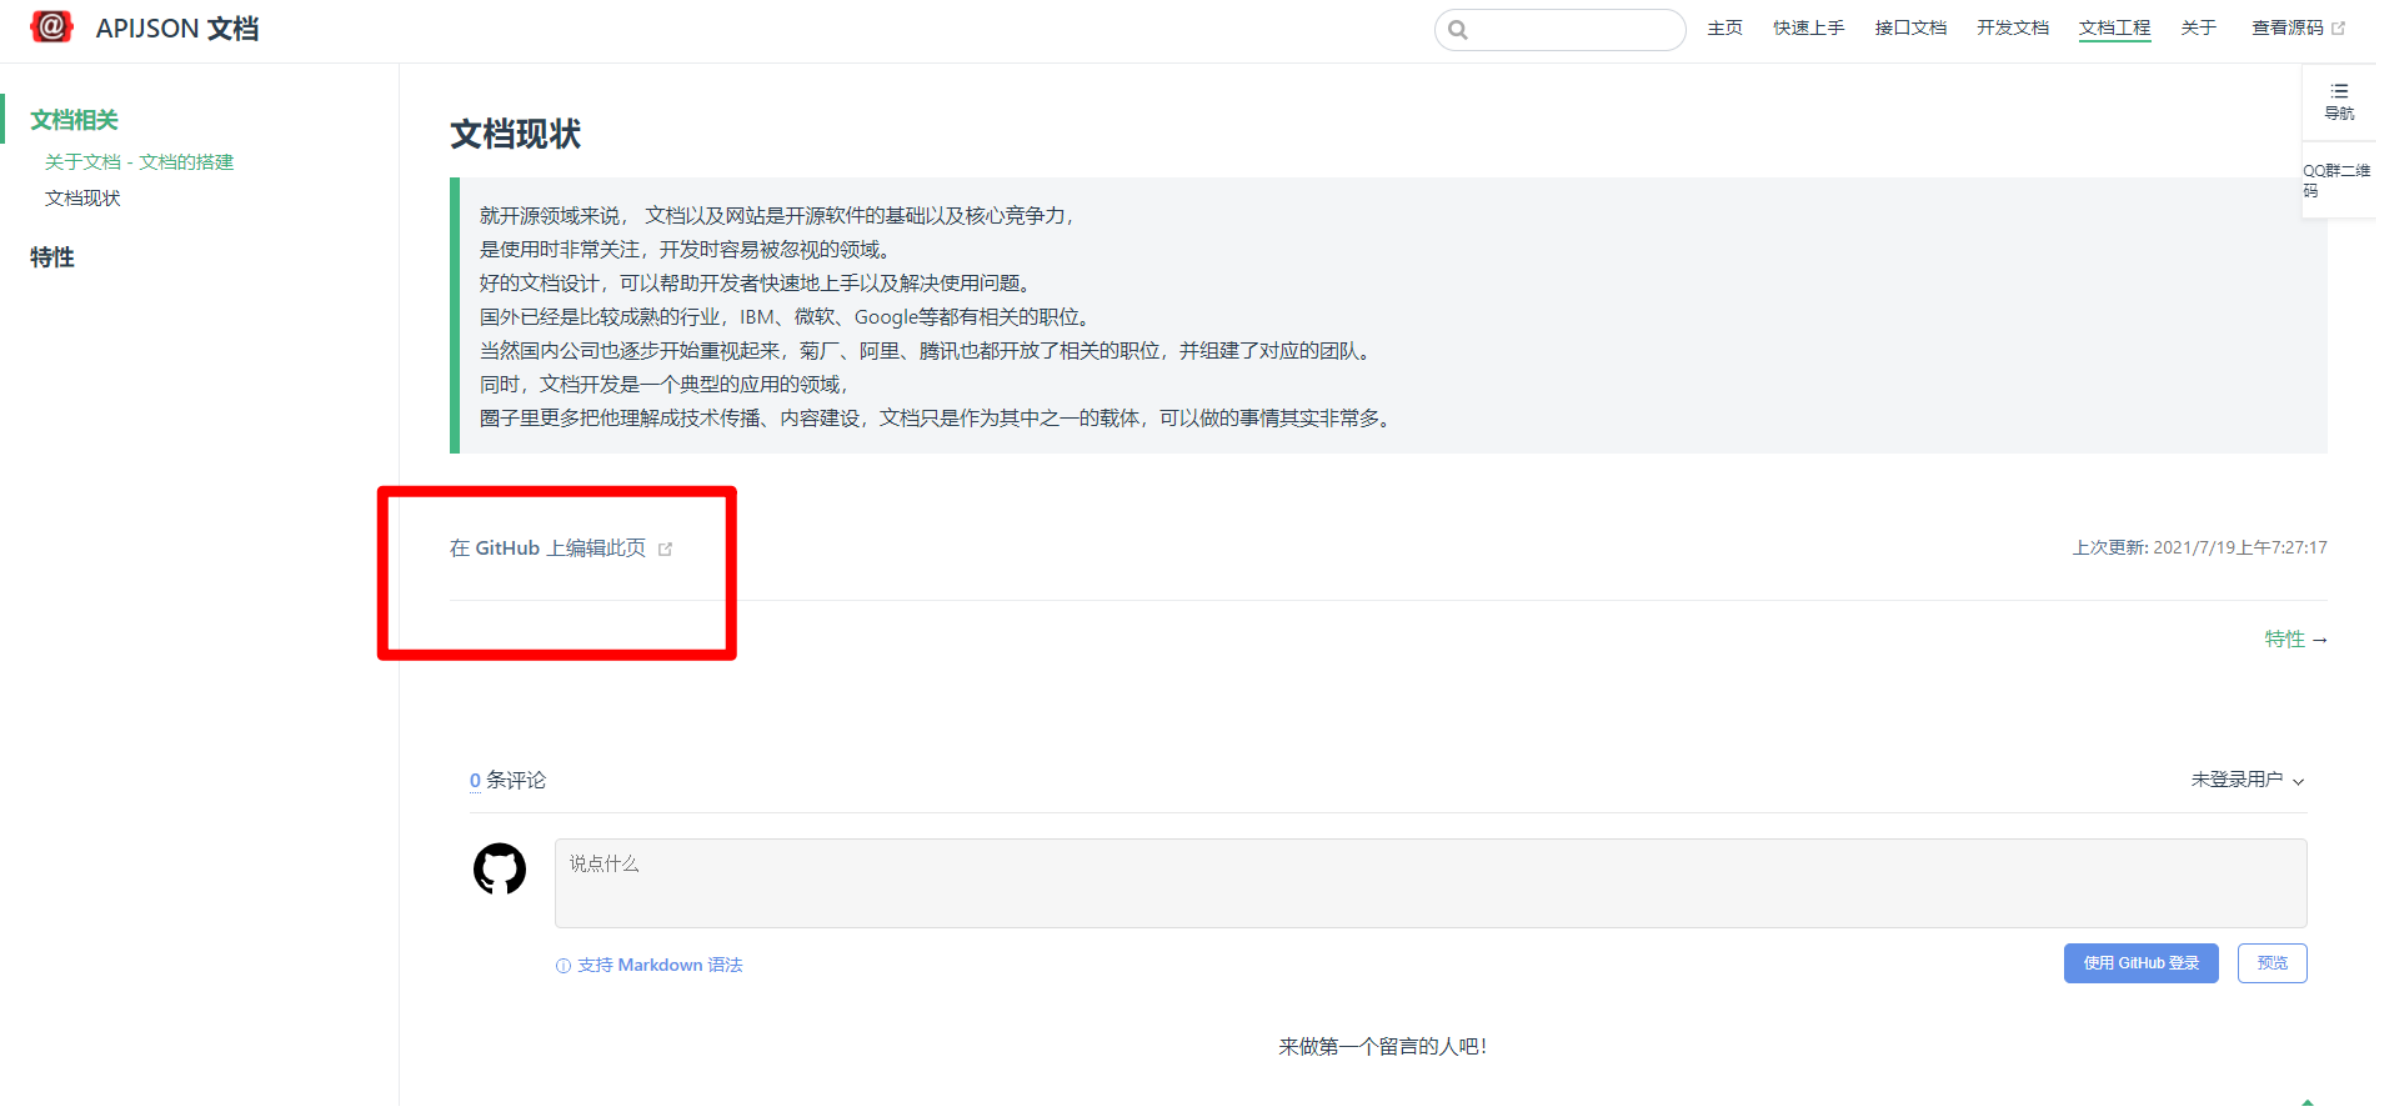 APIJSON 文档
主页 快速上手 接口文档 开发文档 文档工程 关于 查看源码
文档相关
关于文档 - 文档的搭建
文档现状
特性
导航
QQ群二维
码
文档现状
就开源领域来说， 文档以及网站是开源软件的基础以及核心竞争力，
是使用时非常关注，开发时容易被忽视的领域。
好的文档设计，可以帮助开发者快速地上手以及解决使用问题。
国外已经是比较成熟的行业，IBM、微软、Google等都有相关的职位。
当然国内公司也逐步开始重视起来，菊厂、阿里、腾讯也都开放了相关的职位，并组建了对应的团队。
同时，文档开发是一个典型的应用的领域，
圈子里更多把他理解成技术传播、内容建设，文档只是作为其中之一的载体，可以做的事情其实非常多。
在 GitHub 上编辑此页
上次更新: 2021/7/19上午7:27:17
特性 →
0 条评论
未登录用户
说点什么
支持 Markdown 语法
使用 GitHub 登录
预览
来做第一个留言的人吧！